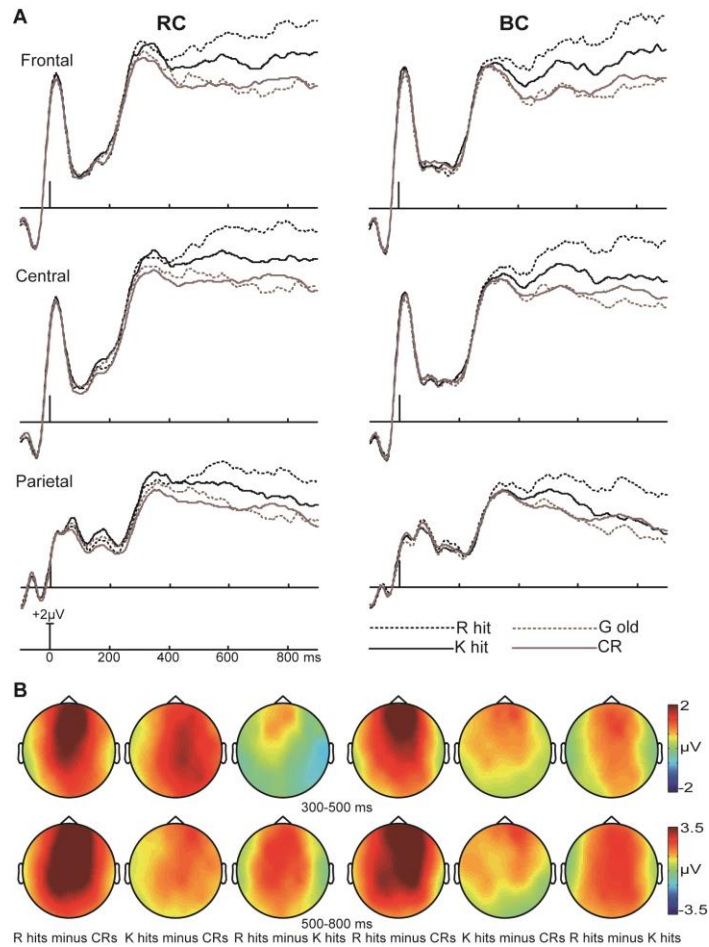 A
RC
BC
Frontal
Central
Parietal
+2µV
0 200 400 600 800 ms
R hit G old
K hit CR
B
2
µV
-2
300-500 ms
3.5
µV
-3.5
500-800 ms
R hits minus CRs K hits minus CRs R hits minus K hits R hits minus CRs K hits minus CRs R hits minus K hits